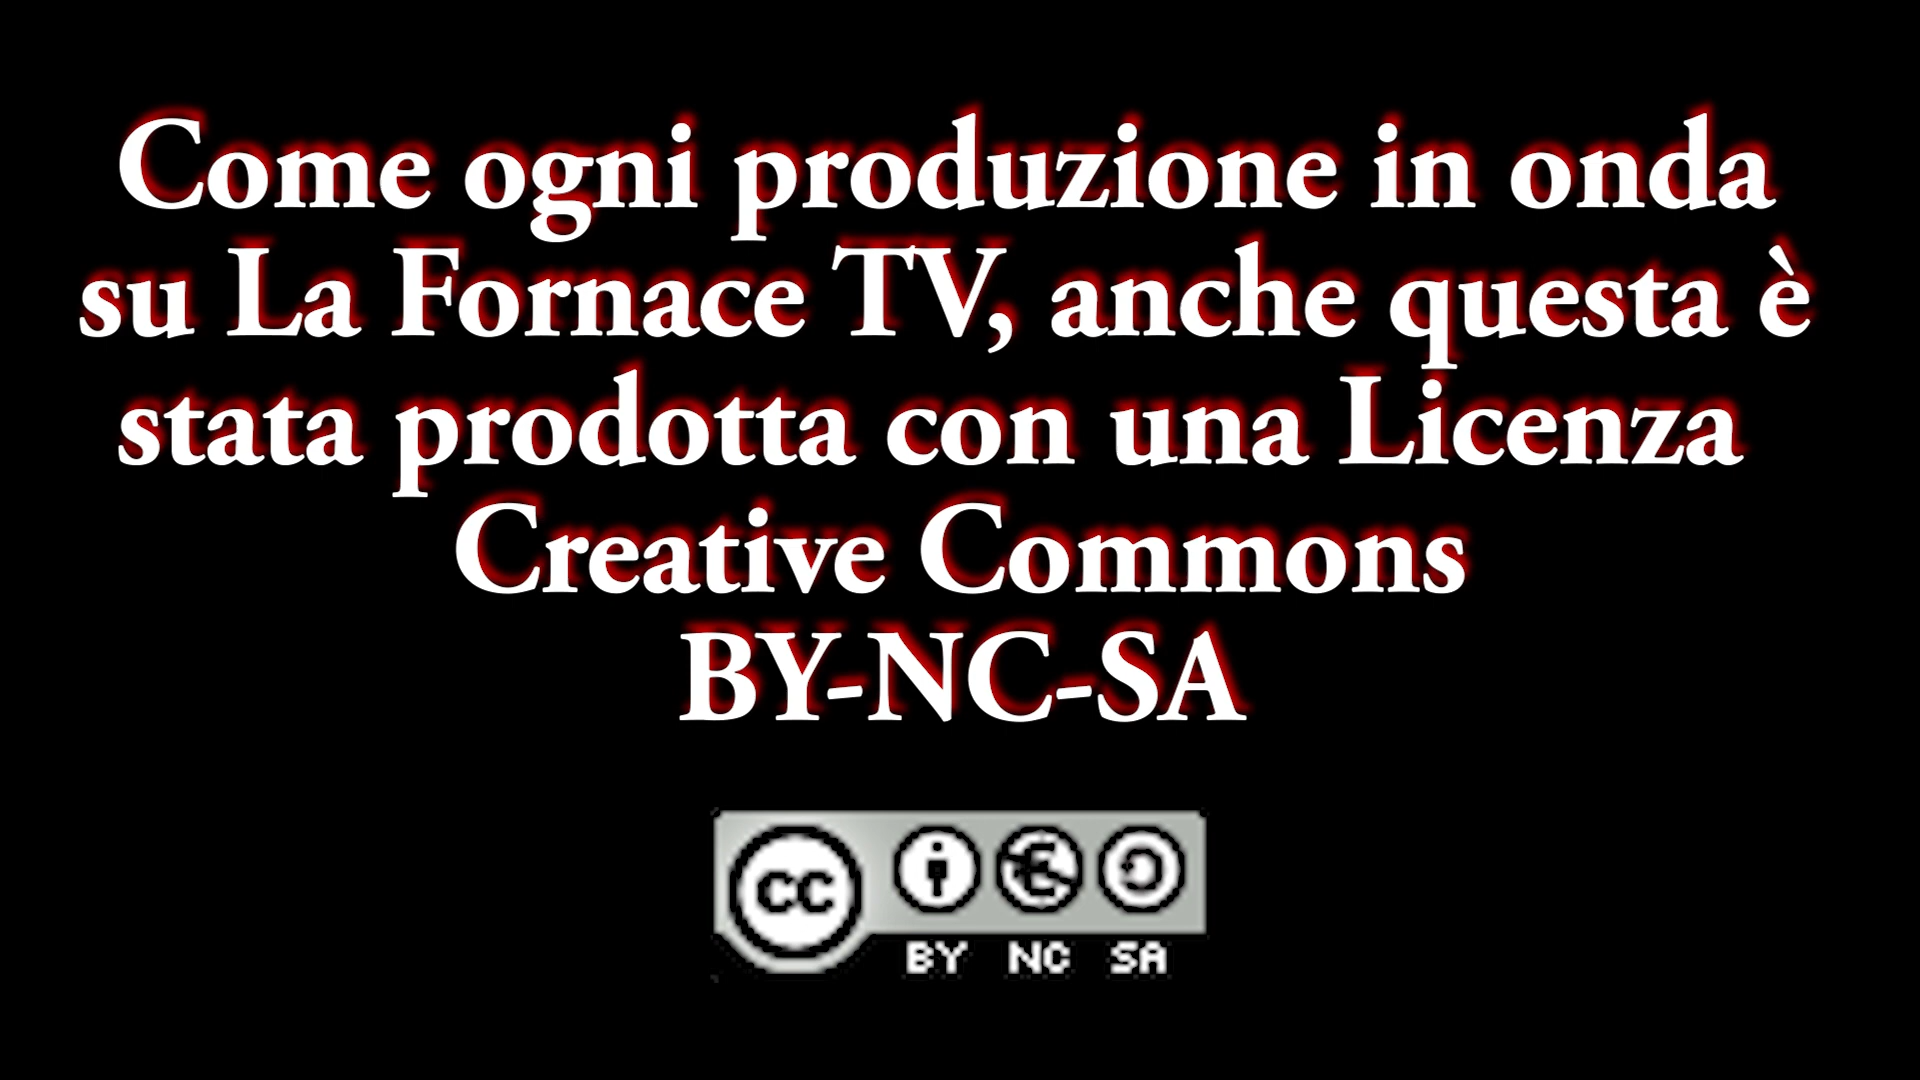 Come ogni produzione in onda
su La Fornace TV, anche questa è
stata prodotta con una Licenza
Creative Commons
BY-NC-SA
cc
BY NC SA